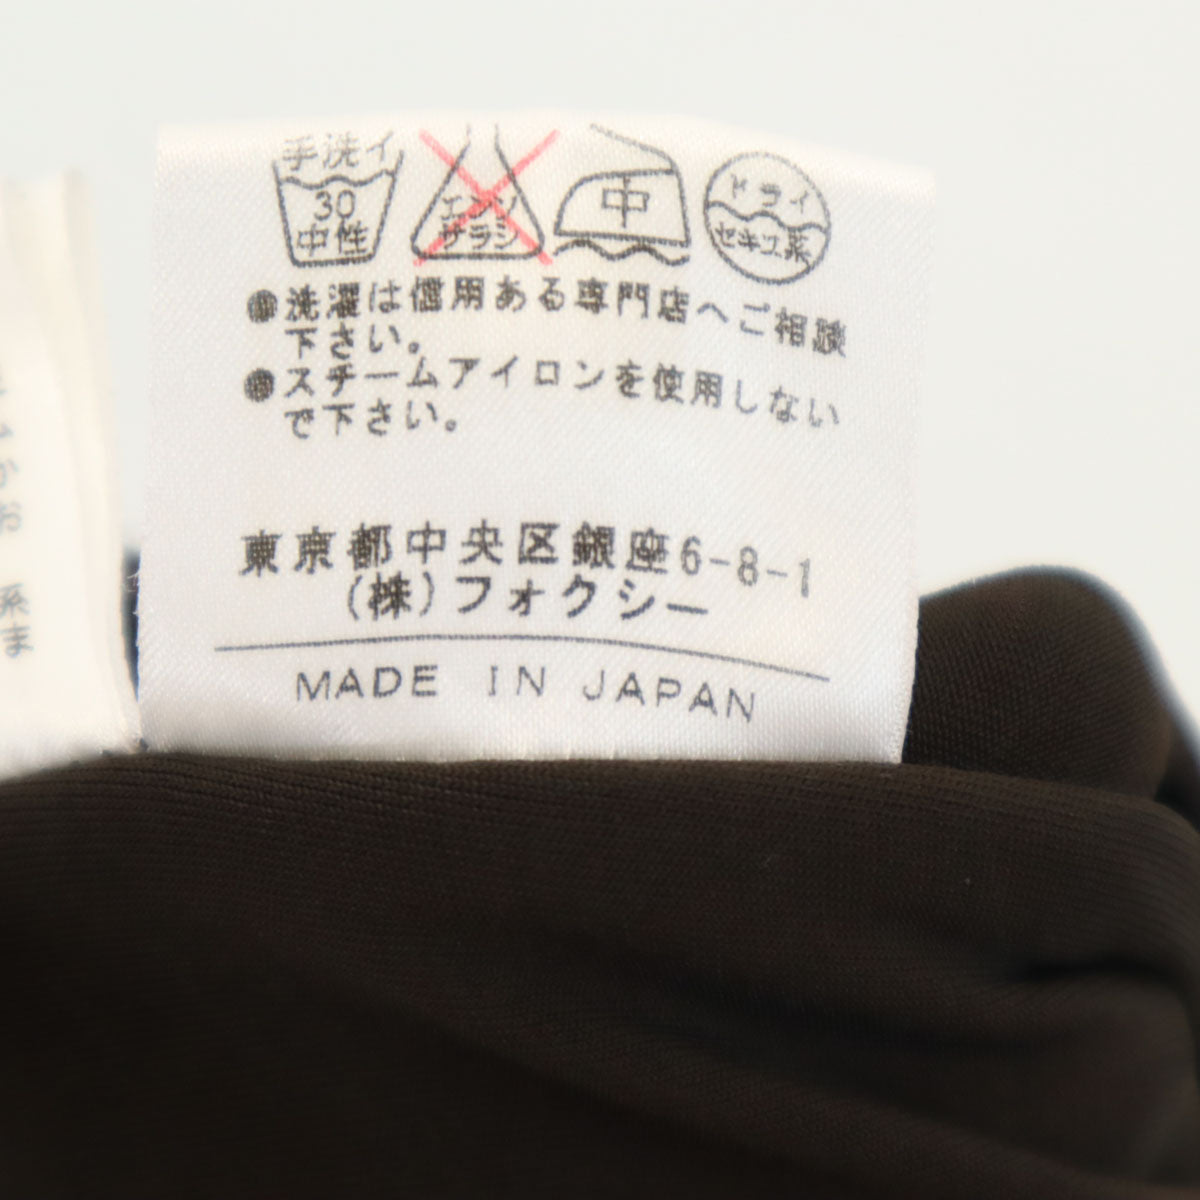 手洗イ
30
中性
エンソ
サラシ
中
ドライ
セキユ系
●洗濯は信用ある専門店へご相談
下さい。
●スチームアイロンを使用しない
で下さい。
東京都中央区銀座6-8-1
(株)フォクシー
MADE IN JAPAN
お
系
ま